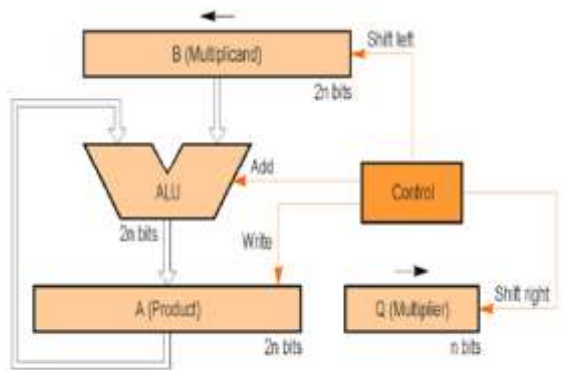 Shift left
B (Multiplicand)
2n bits
Add
ALU
Control
2n bits
Write
A (Product)
Q (Multiplier)
Shift right
2n bits
n bits